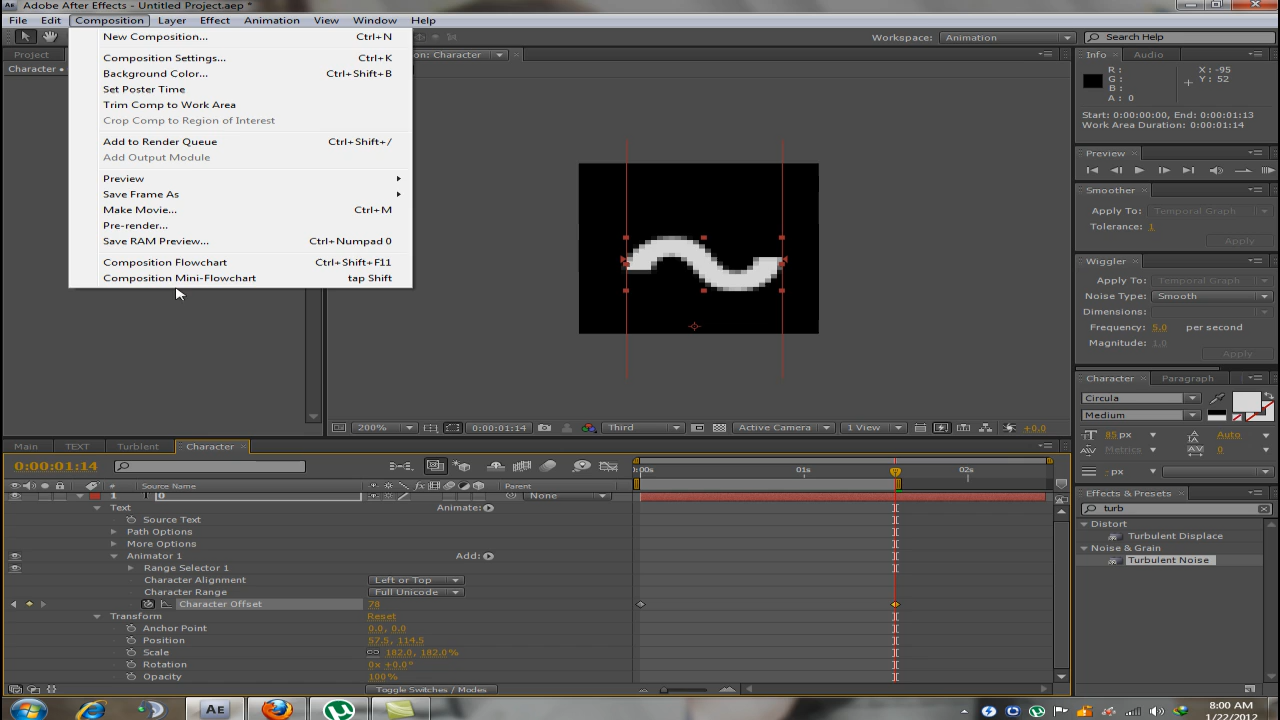 Adobe After Effects - Untitled Project.aep *
File Edit Composition Layer Effect Animation View Window Help
New Composition... Ctrl+N
Composition Settings... Ctrl+K
Background Color... Ctrl+Shift+B
Set Poster Time
Trim Comp to Work Area
Crop Comp to Region of Interest
Add to Render Queue Ctrl+Shift+/
Add Output Module
Preview
Save Frame As
Make Movie... Ctrl+M
Pre-render...
Save RAM Preview... Ctrl+Numpad 0
Composition Flowchart Ctrl+Shift+F11
Composition Mini-Flowchart tap Shift
Project
Character
on: Character
Workspace: Animation
Search Help
Info Audio
R: X: -95
G: Y: 52
B:
A: 0
Start: 0:00:00:00, End: 0:00:01:13
Work Area Duration: 0:00:01:14
Preview
Smoother
Apply To: Temporal Graph
Tolerance: 1
Apply
Wiggler
Apply To: Temporal Graph
Noise Type: Smooth
Dimensions:
Frequency: 5.0 per second
Magnitude: 1.0
Apply
Character Paragraph
Circula
Medium
85 px Auto
Metrics 0
- px
Effects & Presets
turb
Distort
Turbulent Displace
Noise & Grain
Turbulent Noise
200% 0:00:01:14 Third Active Camera 1 View +0.0
Main TEXT Turbulent Character
0:00:01:14
:00s 01s 02s
# Source Name Parent
1 T 0 None
Text Animate:
Source Text
Path Options
More Options
Animator 1 Add:
Range Selector 1
Character Alignment Left or Top
Character Range Full Unicode
Character Offset 78
Transform Reset
Anchor Point 0.0, 0.0
Position 57.5, 114.5
Scale 182.0, 182.0%
Rotation 0x +0.0°
Opacity 100%
Toggle Switches / Modes
AE
8:00 AM
1/22/2012